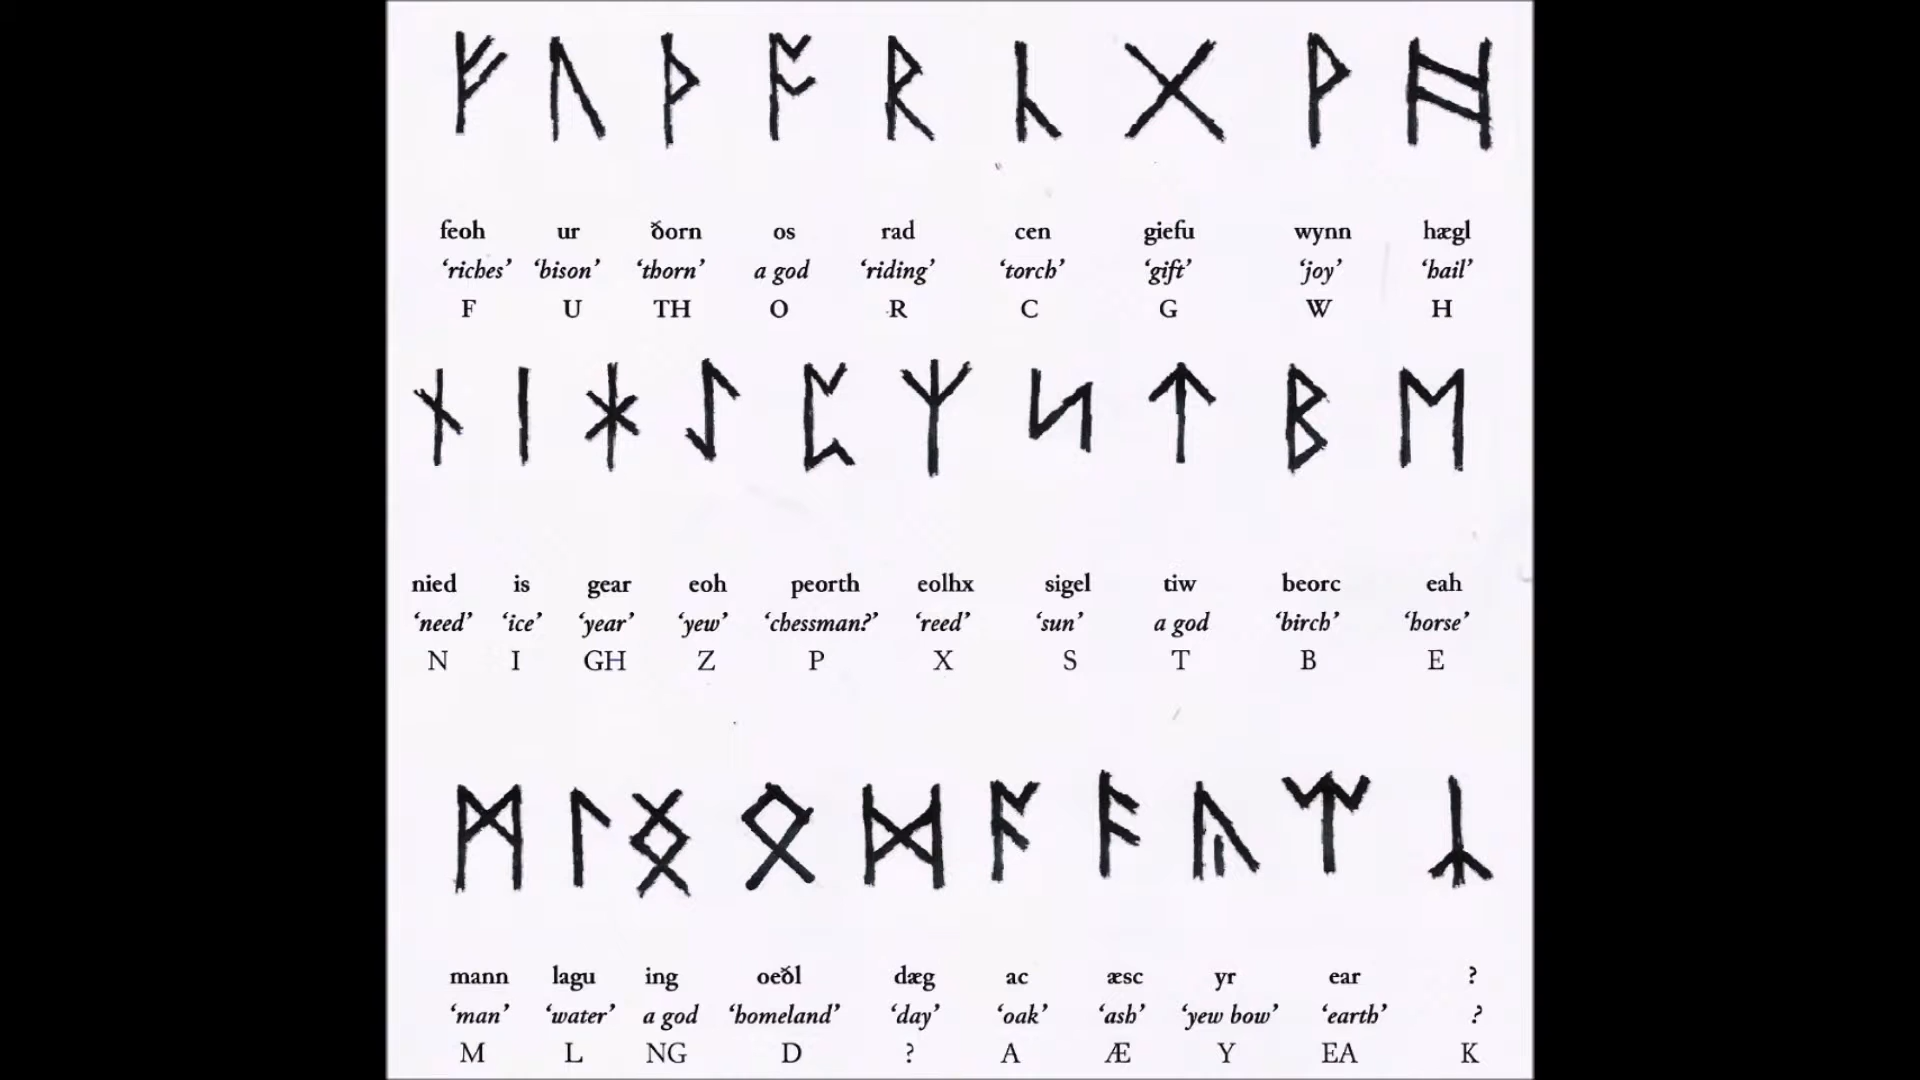 ᚠ ᚢ ᚦ ᚩ ᚱ ᚳ ᚷ ᚹ ᚻ
feoh ur ðorn os rad cen giefu wynn hægl
‘riches’ ‘bison’ ‘thorn’ a god ‘riding’ ‘torch’ ‘gift’ ‘joy’ ‘hail’
F U TH O R C G W H
ᚾ ᛁ ᛡ ᛇ ᛈ ᛉ ᛋ ᛏ ᛒ ᛖ
nied is gear eoh peorth eolhx sigel tiw beorc eah
‘need’ ‘ice’ ‘year’ ‘yew’ ‘chessman?’ ‘reed’ ‘sun’ a god ‘birch’ ‘horse’
N I GH Z P X S T B E
ᛗ ᛚ ᛝ ᛟ ᛞ ᚪ ᚫ ᚣ ᛠ ᛦ
mann lagu ing oeðl dæg ac æsc yr ear ?
‘man’ ‘water’ a god ‘homeland’ ‘day’ ‘oak’ ‘ash’ ‘yew bow’ ‘earth’ ?
M L NG D ? A Æ Y EA K